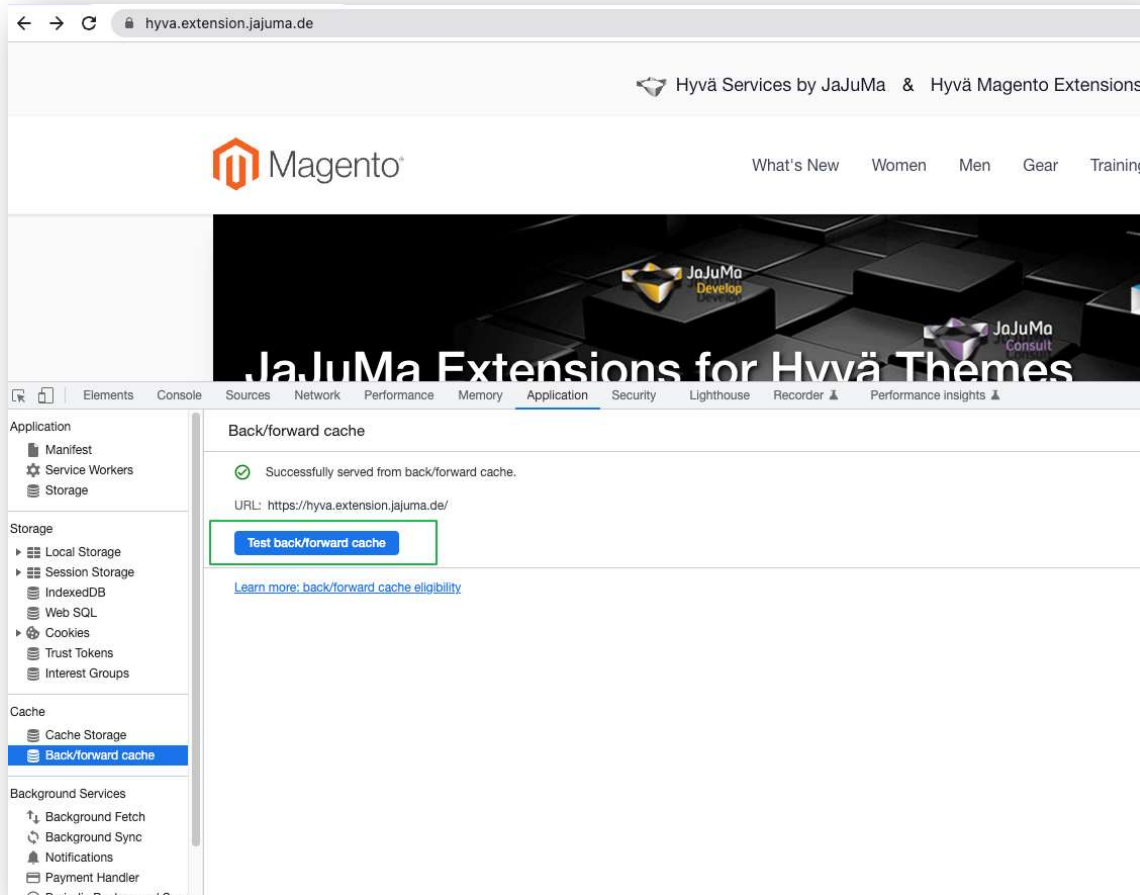 hyva.extension.jajuma.de
Hyvä Services by JaJuMa & Hyvä Magento Extensions
Magento
What's New Women Men Gear Training
JaJuMa
Develop
JaJuMa
Consult
JaJuMa Extensions for Hyvä Themes
Elements Console Sources Network Performance Memory Application Security Lighthouse Recorder Performance insights
Application
Manifest
Service Workers
Storage
Storage
Local Storage
Session Storage
IndexedDB
Web SQL
Cookies
Trust Tokens
Interest Groups
Cache
Cache Storage
Back/forward cache
Background Services
Background Fetch
Background Sync
Notifications
Payment Handler
Back/forward cache
Successfully served from back/forward cache.
URL: https://hyva.extension.jajuma.de/
Test back/forward cache
Learn more: back/forward cache eligibility